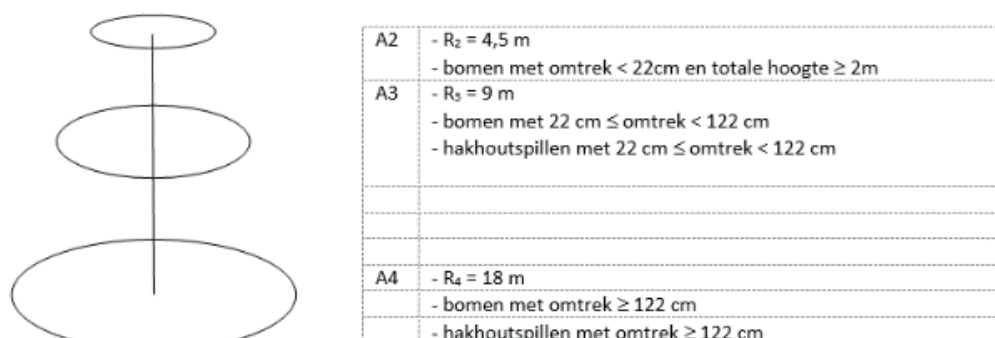 A2 - R₂ = 4,5 m
- bomen met omtrek < 22cm en totale hoogte ≥ 2m
A3 - R₃ = 9 m
- bomen met 22 cm ≤ omtrek < 122 cm
- hakhoutspillen met 22 cm ≤ omtrek < 122 cm
A4 - R₄ = 18 m
- bomen met omtrek ≥ 122 cm
- hakhoutspillen met omtrek ≥ 122 cm